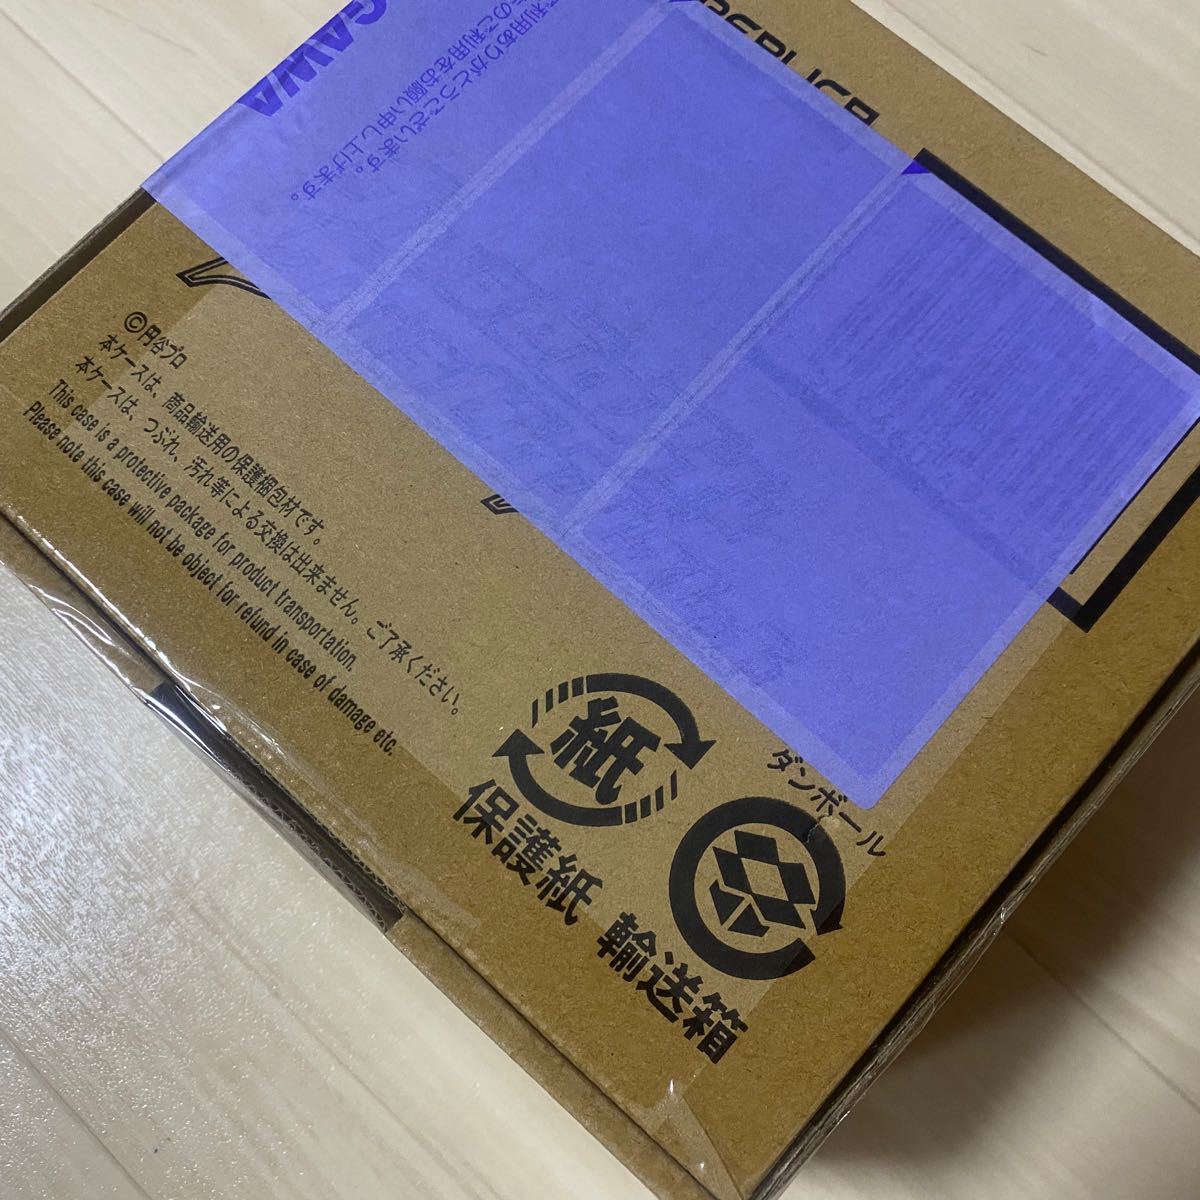 GAWA
©円谷プロ
本ケースは、商品輸送用の保護梱包材です。
本ケースは、つぶれ、汚れ等による交換は出来ません。ご了承ください。
This case is a protective package for product transportation.
Please note this case will not be object for refund in case of damage etc.
紙
ダンボール
保護紙 輸送箱